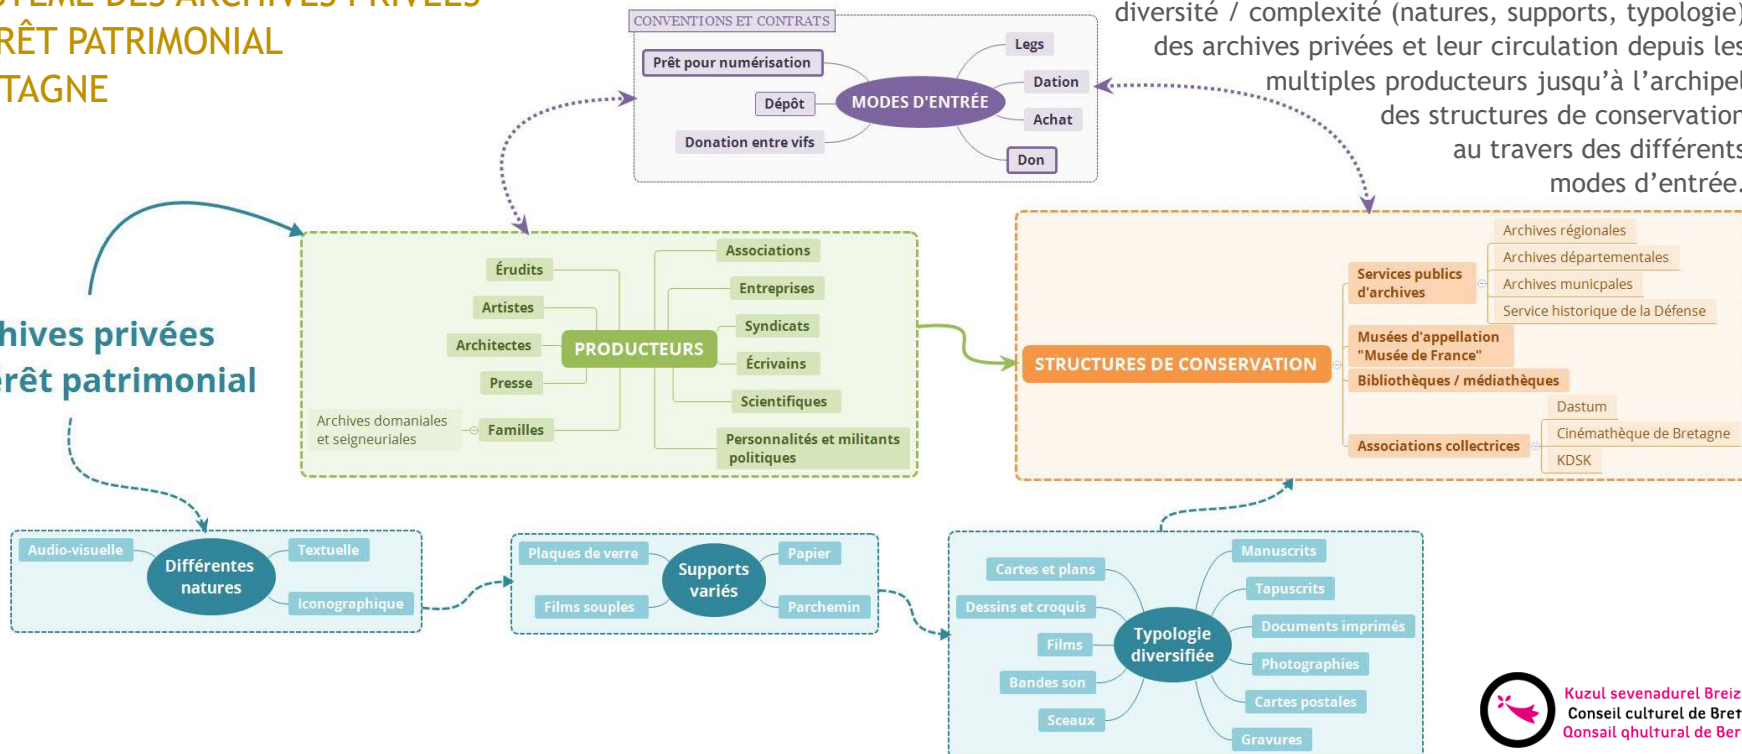 RÊT PATRIMONIAL
TAGNE
diversité / complexité (natures, supports, typologie)
des archives privées et leur circulation depuis les
multiples producteurs jusqu'à l'archipel
des structures de conservation
au travers des différents
modes d'entrée.
CONVENTIONS ET CONTRATS
Prêt pour numérisation
Dépôt
Donation entre vifs
MODES D'ENTRÉE
Legs
Dation
Achat
Don
hives privées
érêt patrimonial
Érudits
Artistes
Architectes
Presse
Archives domaniales
et seigneuriales
Familles
PRODUCTEURS
Associations
Entreprises
Syndicats
Écrivains
Scientifiques
Personnalités et militants
politiques
STRUCTURES DE CONSERVATION
Services publics
d'archives
Archives régionales
Archives départementales
Archives municpales
Service historique de la Défense
Musées d'appellation
"Musée de France"
Bibliothèques / médiathèques
Associations collectrices
Dastum
Cinémathèque de Bretagne
KDSK
Audio-visuelle
Différentes
natures
Textuelle
Iconographique
Plaques de verre
Films souples
Supports
variés
Papier
Parchemin
Cartes et plans
Dessins et croquis
Films
Bandes son
Sceaux
Typologie
diversifiée
Manuscrits
Tapuscrits
Documents imprimés
Photographies
Cartes postales
Gravures
Kuzul sevenadurel Breiz
Conseil culturel de Bret
Qonsail qhultural de Ber